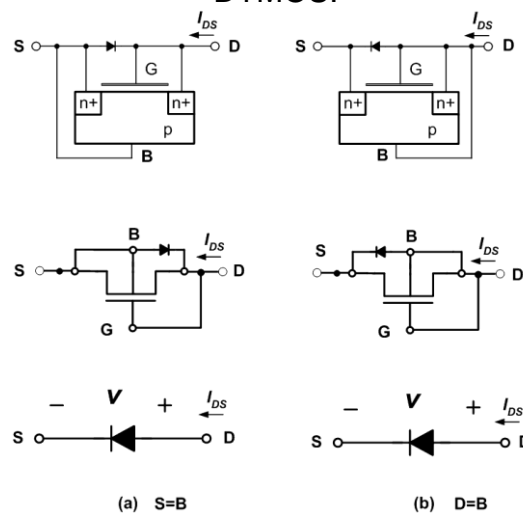 S I_DS D I_DS
G S D
n+ n+ G
p n+ n+
B p
B
B I_DS B I_DS
S D S D
G G
– V + I_DS – V + I_DS
S D S D
(a) S=B (b) D=B